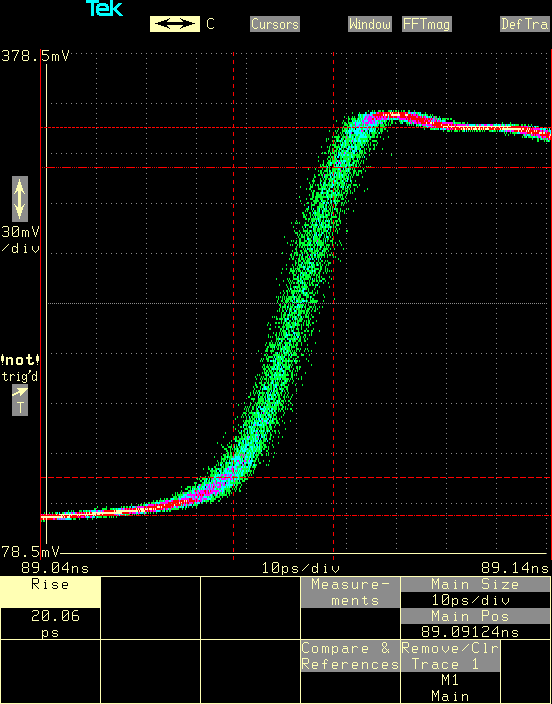 Tek
C Cursors Window FFTmag DefTra
378.5mV
30mV
/div
not
trig'd
T
78.5mV
89.04ns 10ps/div 89.14ns
Rise Measure- Main Size
ments 10ps/div
20.06 Main Pos
ps 89.09124ns
Compare & Remove/Clr
References Trace 1
M1
Main